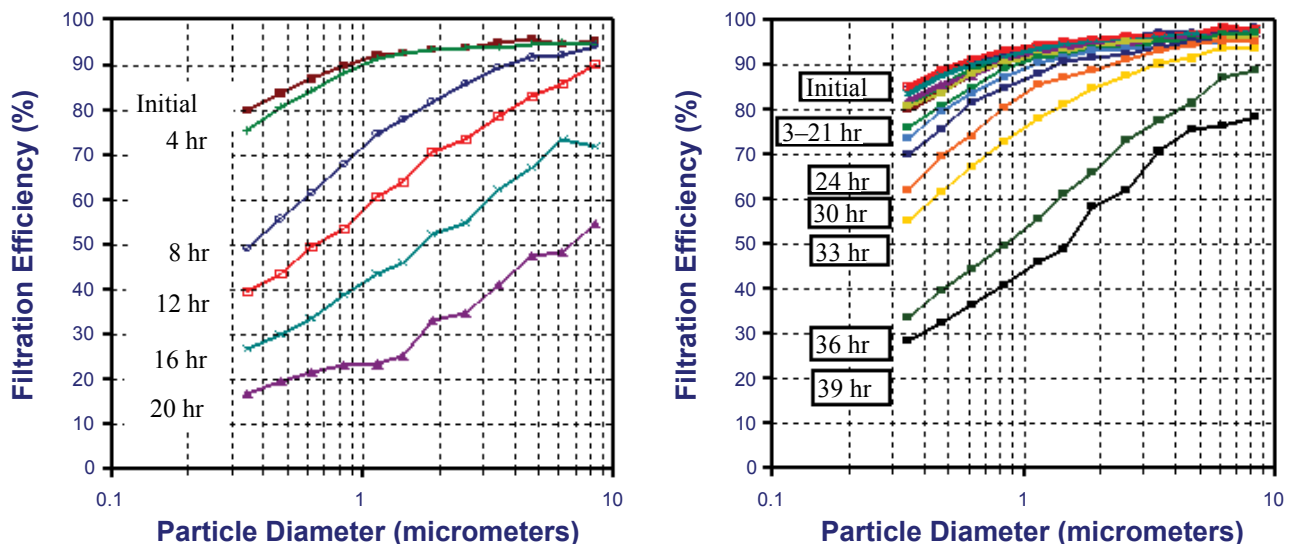 Filtration Efficiency (%)
100
90
80
70
60
50
40
30
20
10
0
Initial
4 hr
8 hr
12 hr
16 hr
20 hr
0.1
1
10
Particle Diameter (micrometers)
Filtration Efficiency (%)
100
90
80
70
60
50
40
30
20
10
0
Initial
3–21 hr
24 hr
30 hr
33 hr
36 hr
39 hr
0.1
1
10
Particle Diameter (micrometers)